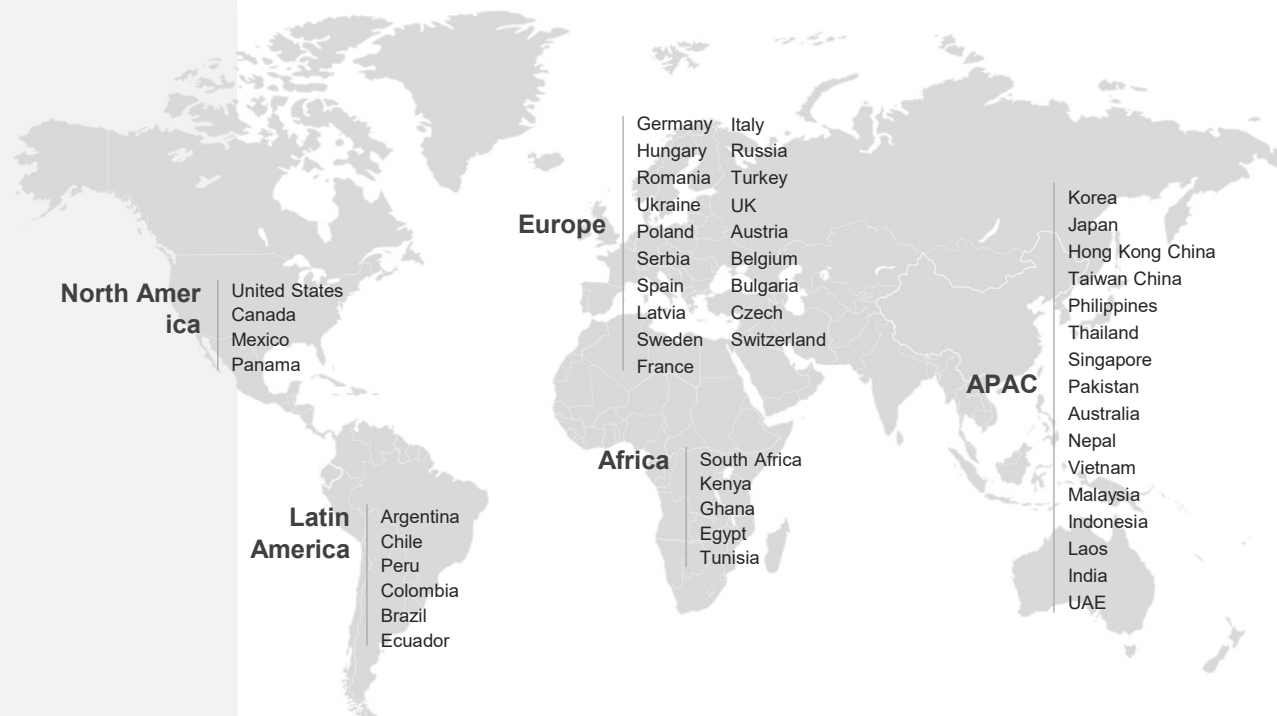 North Amer
ica
United States
Canada
Mexico
Panama
Latin
America
Argentina
Chile
Peru
Colombia
Brazil
Ecuador
Europe
Germany
Hungary
Romania
Ukraine
Poland
Serbia
Spain
Latvia
Sweden
France
Italy
Russia
Turkey
UK
Austria
Belgium
Bulgaria
Czech
Switzerland
Africa
South Africa
Kenya
Ghana
Egypt
Tunisia
APAC
Korea
Japan
Hong Kong China
Taiwan China
Philippines
Thailand
Singapore
Pakistan
Australia
Nepal
Vietnam
Malaysia
Indonesia
Laos
India
UAE